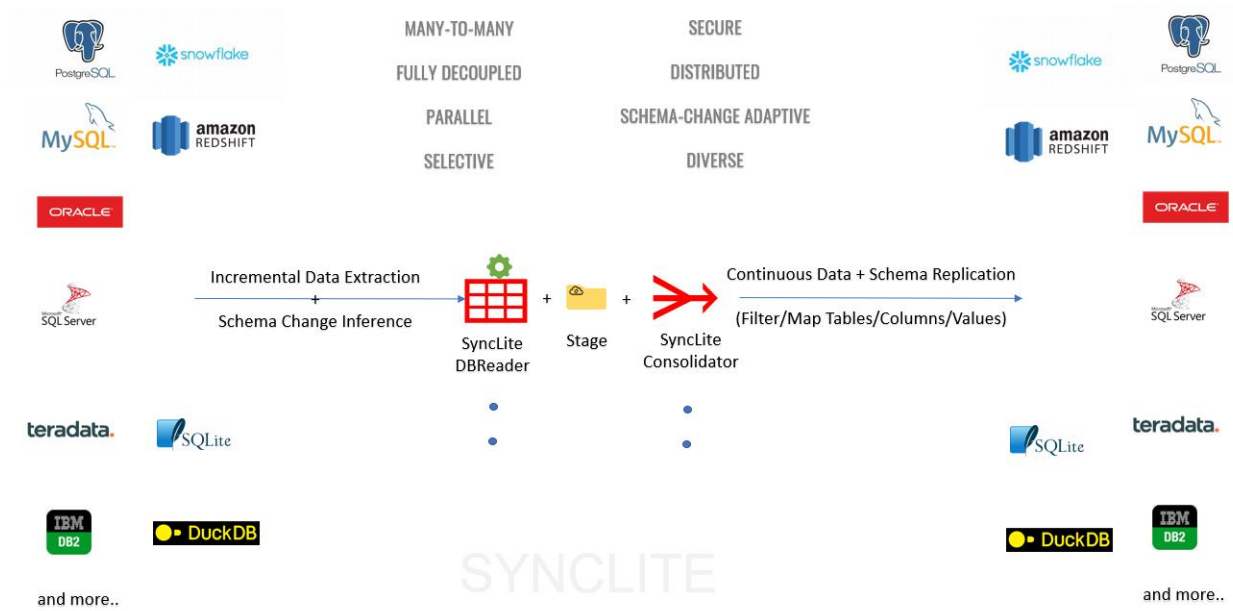 MANY-TO-MANY
SECURE
FULLY DECOUPLED
DISTRIBUTED
PARALLEL
SCHEMA-CHANGE ADAPTIVE
SELECTIVE
DIVERSE
PostgreSQL
snowflake
MySQL
amazon
REDSHIFT
ORACLE
Microsoft
SQL Server
teradata.
SQLite
IBM
DB2
DuckDB
and more..
Incremental Data Extraction
+
Schema Change Inference
SyncLite
DBReader
+
Stage
+
SyncLite
Consolidator
Continuous Data + Schema Replication
(Filter/Map Tables/Columns/Values)
snowflake
PostgreSQL
amazon
REDSHIFT
MySQL
ORACLE
Microsoft
SQL Server
teradata.
SQLite
IBM
DB2
DuckDB
and more..
SYNCLITE